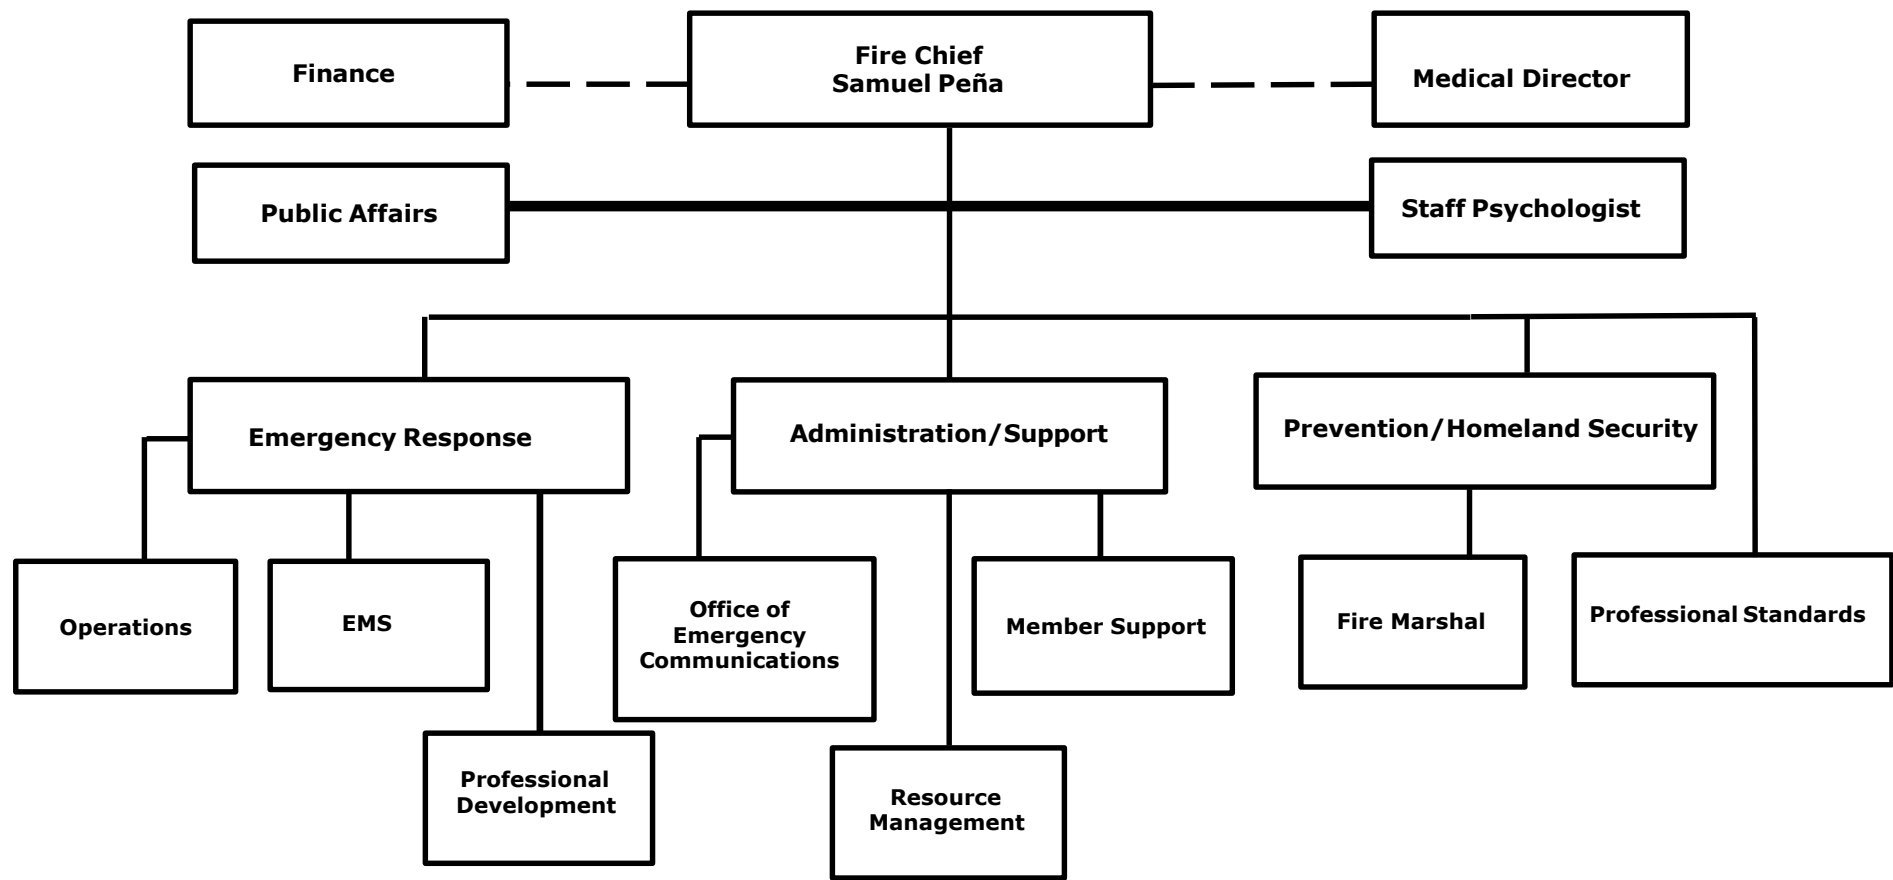 Finance
Fire Chief
Samuel Peña
Medical Director
Public Affairs
Staff Psychologist
Emergency Response
Administration/Support
Prevention/Homeland Security
Operations
EMS
Office of
Emergency
Communications
Member Support
Fire Marshal
Professional Standards
Professional
Development
Resource
Management